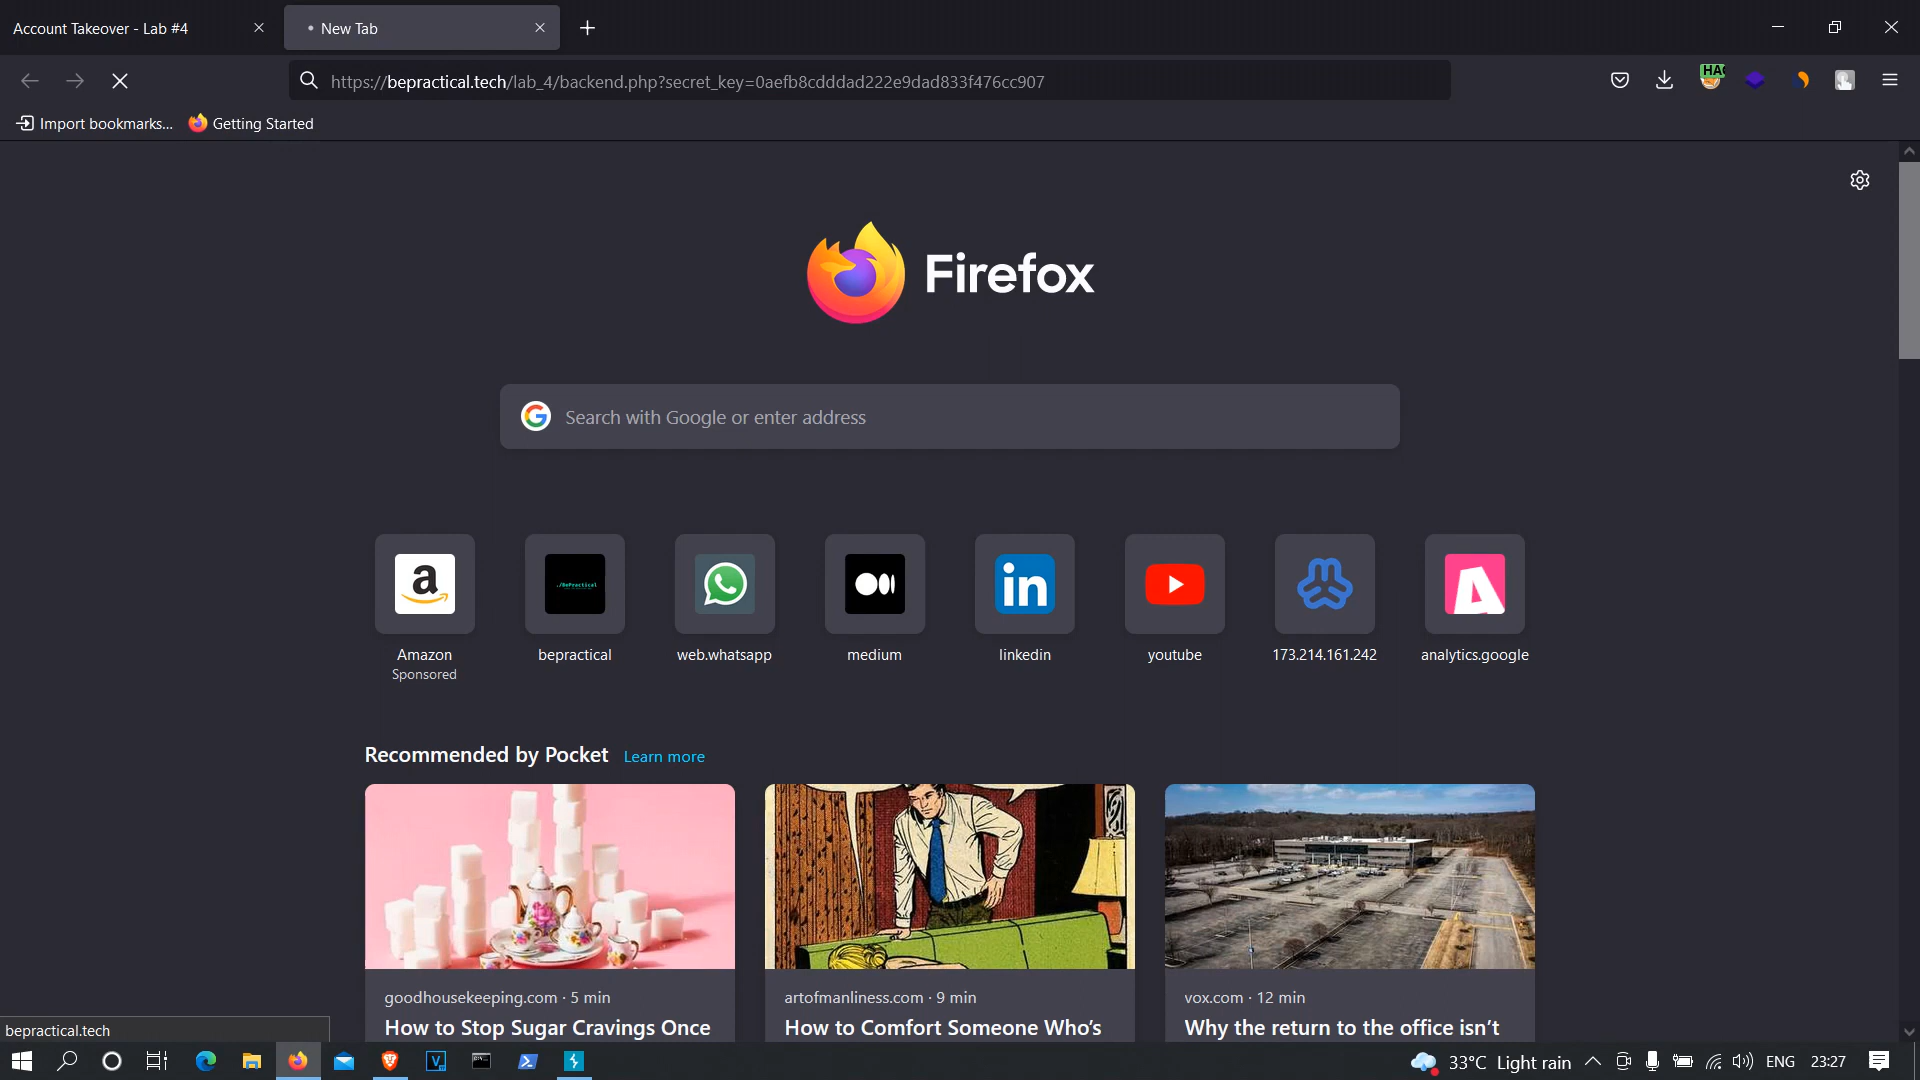 Account Takeover - Lab #4
New Tab
https://bepractical.tech/lab_4/backend.php?secret_key=0aefb8cdddad222e9dad833f476cc907
HAC
Import bookmarks...
Getting Started
Firefox
Search with Google or enter address
./BePractical
Amazon
Sponsored
bepractical
web.whatsapp
medium
linkedin
youtube
173.214.161.242
analytics.google
Recommended by Pocket
Learn more
goodhousekeeping.com · 5 min
How to Stop Sugar Cravings Once
artofmanliness.com · 9 min
How to Comfort Someone Who’s
vox.com · 12 min
Why the return to the office isn’t
bepractical.tech
33°C Light rain
ENG
23:27